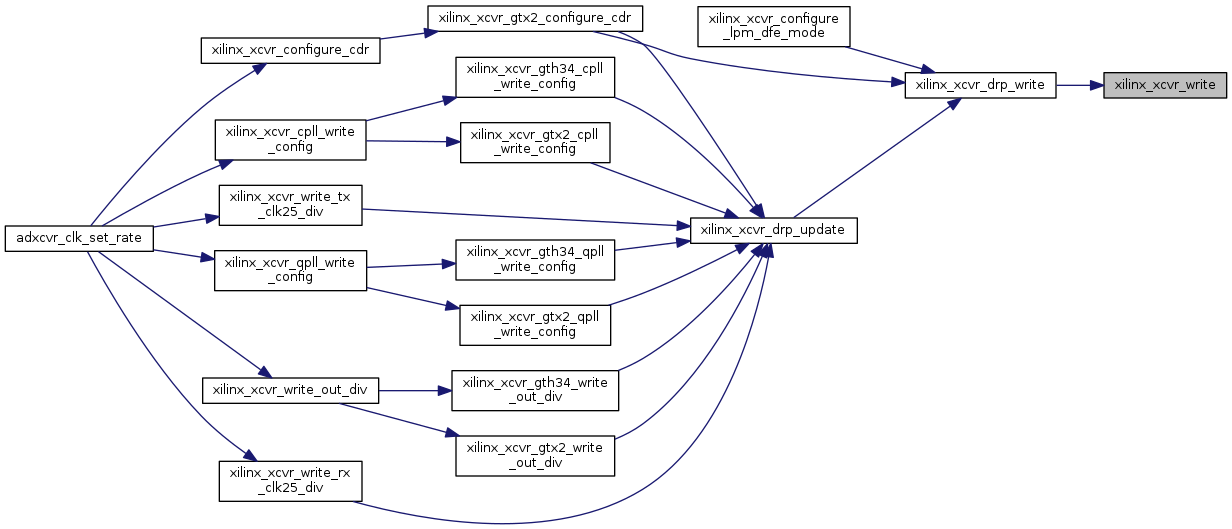 xilinx_xcvr_gtx2_configure_cdr
xilinx_xcvr_configure
_lpm_dfe_mode
xilinx_xcvr_configure_cdr
xilinx_xcvr_gth34_cpll
_write_config
xilinx_xcvr_drp_write
xilinx_xcvr_write
xilinx_xcvr_cpll_write
_config
xilinx_xcvr_gtx2_cpll
_write_config
xilinx_xcvr_write_tx
_clk25_div
adxcvr_clk_set_rate
xilinx_xcvr_drp_update
xilinx_xcvr_qpll_write
_config
xilinx_xcvr_gth34_qpll
_write_config
xilinx_xcvr_gtx2_qpll
_write_config
xilinx_xcvr_write_out_div
xilinx_xcvr_gth34_write
_out_div
xilinx_xcvr_gtx2_write
_out_div
xilinx_xcvr_write_rx
_clk25_div